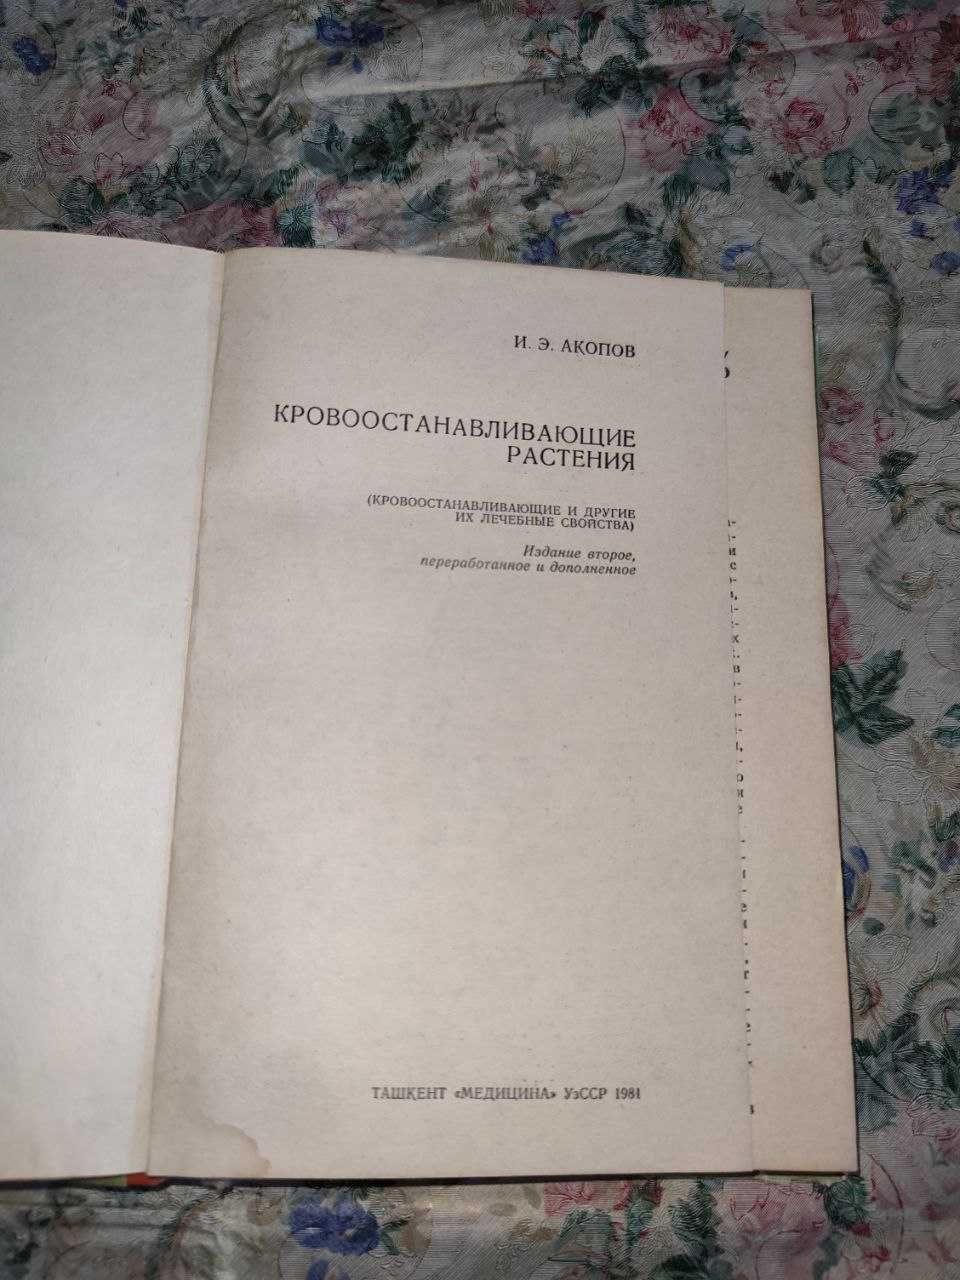 И. Э. АКОПОВ
КРОВООСТАНАВЛИВАЮЩИЕ
РАСТЕНИЯ
(КРОВООСТАНАВЛИВАЮЩИЕ И ДРУГИЕ
ИХ ЛЕЧЕБНЫЕ СВОЙСТВА)
Издание второе,
переработанное и дополненное
ТАШКЕНТ «МЕДИЦИНА» УзССР 1981